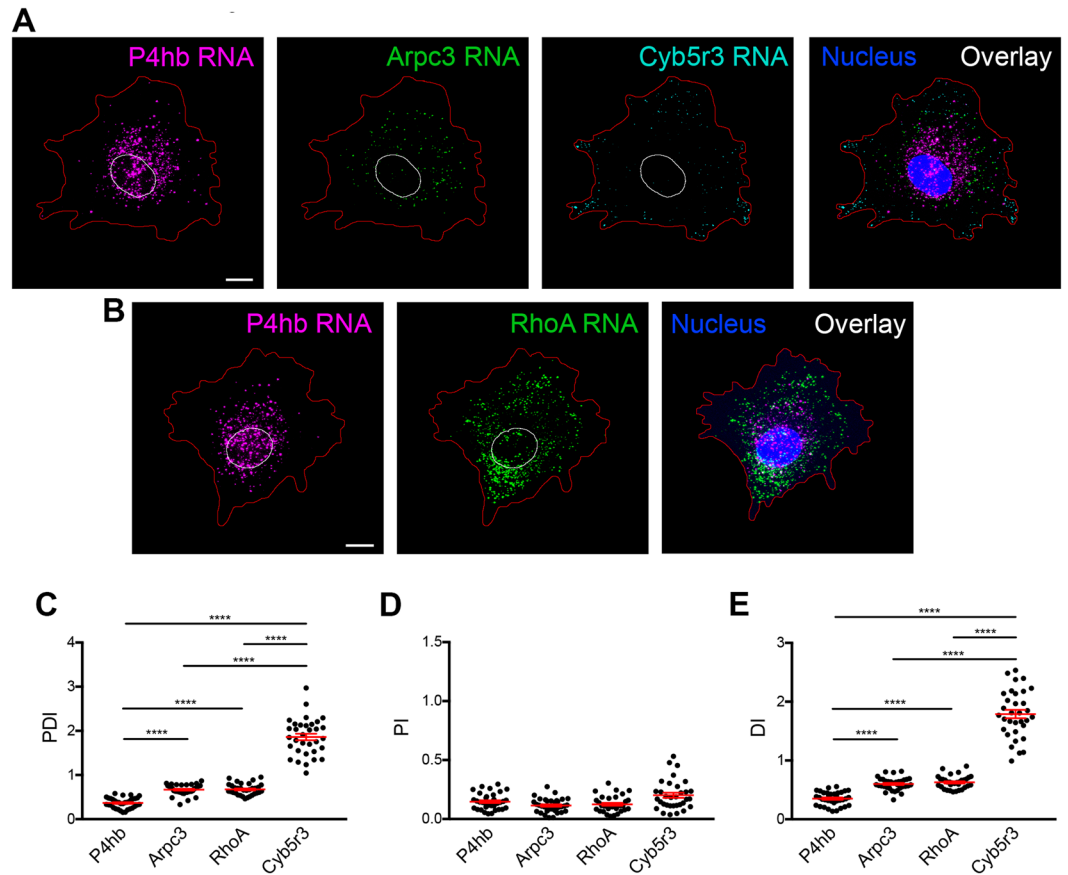 A
P4hb RNA
Arpc3 RNA
Cyb5r3 RNA
Nucleus Overlay
B
P4hb RNA
RhoA RNA
Nucleus Overlay
C
****
****
****
****
****
PDI
4
3
2
1
0
P4hb
Arpc3
RhoA
Cyb5r3
D
PI
1.5
1.0
0.5
0.0
P4hb
Arpc3
RhoA
Cyb5r3
E
****
****
****
****
****
DI
3
2
1
0
P4hb
Arpc3
RhoA
Cyb5r3